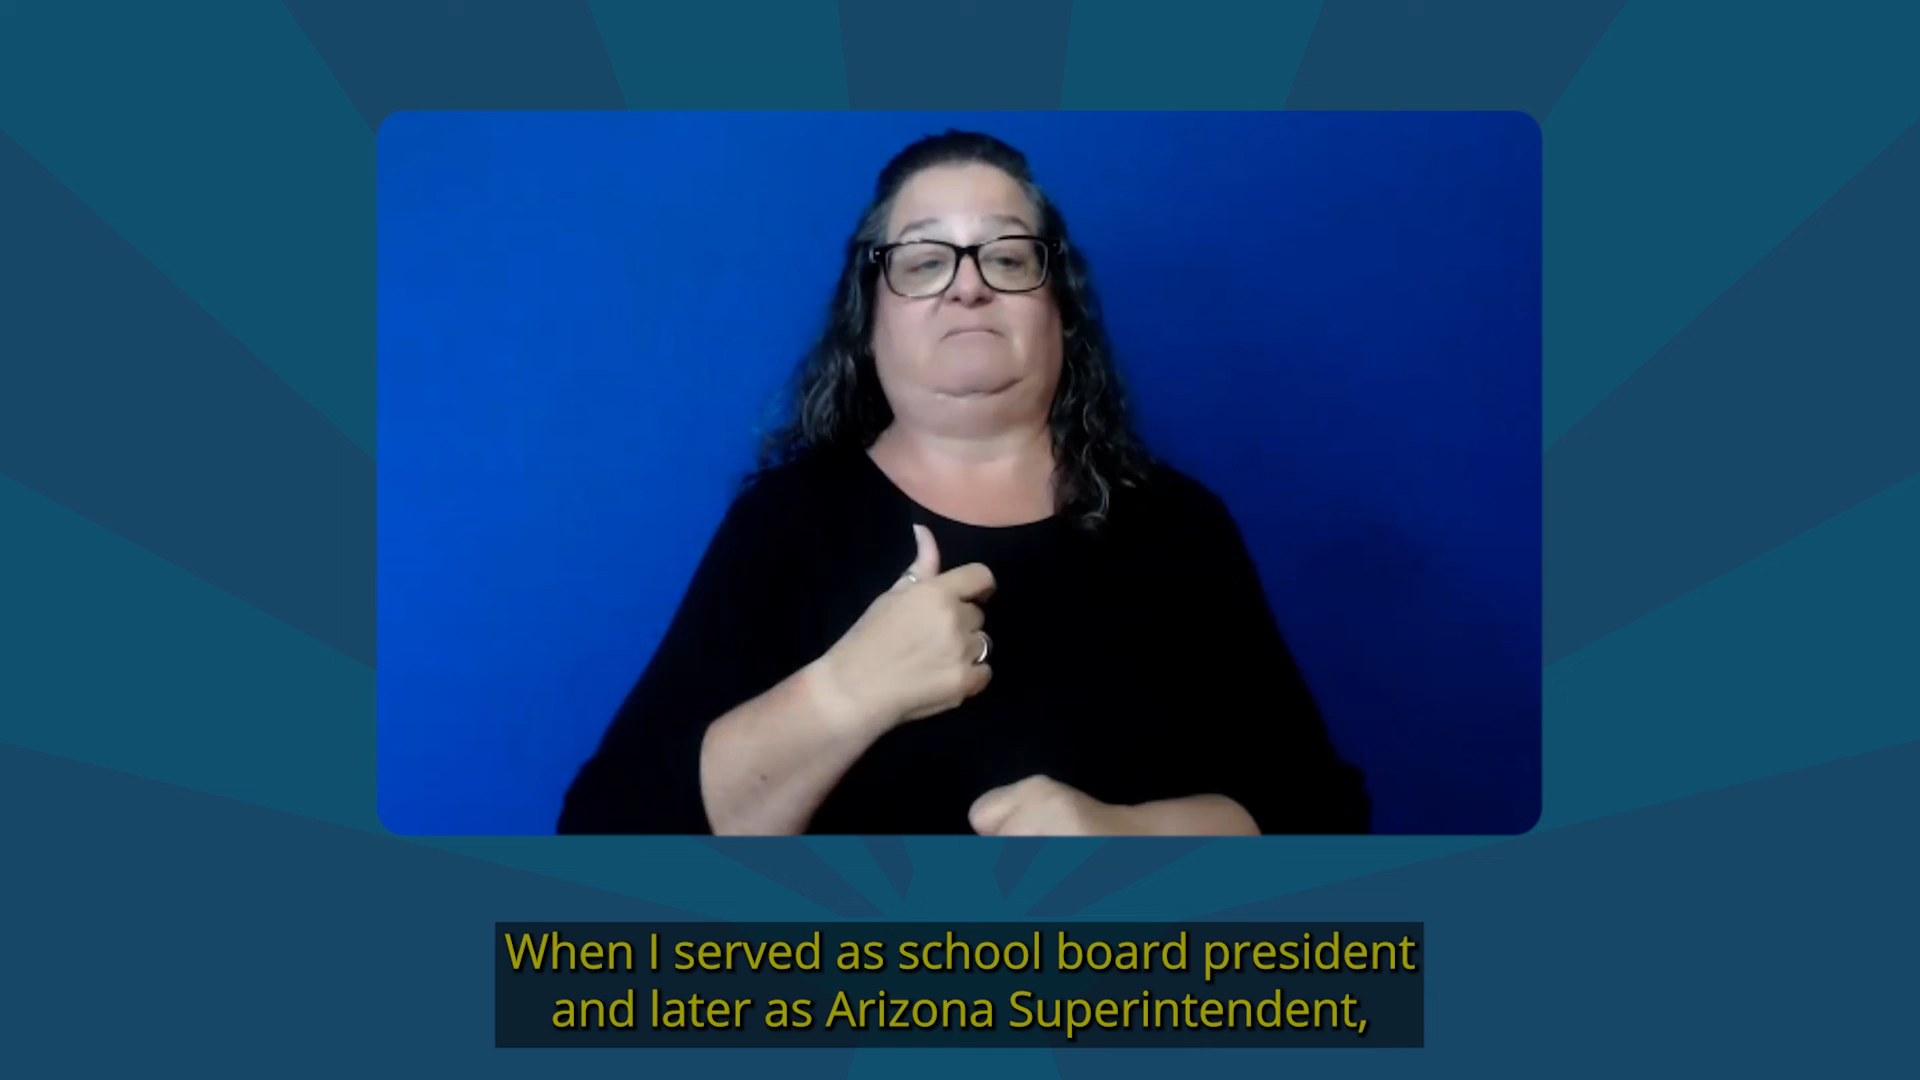 When I served as school board president
and later as Arizona Superintendent,